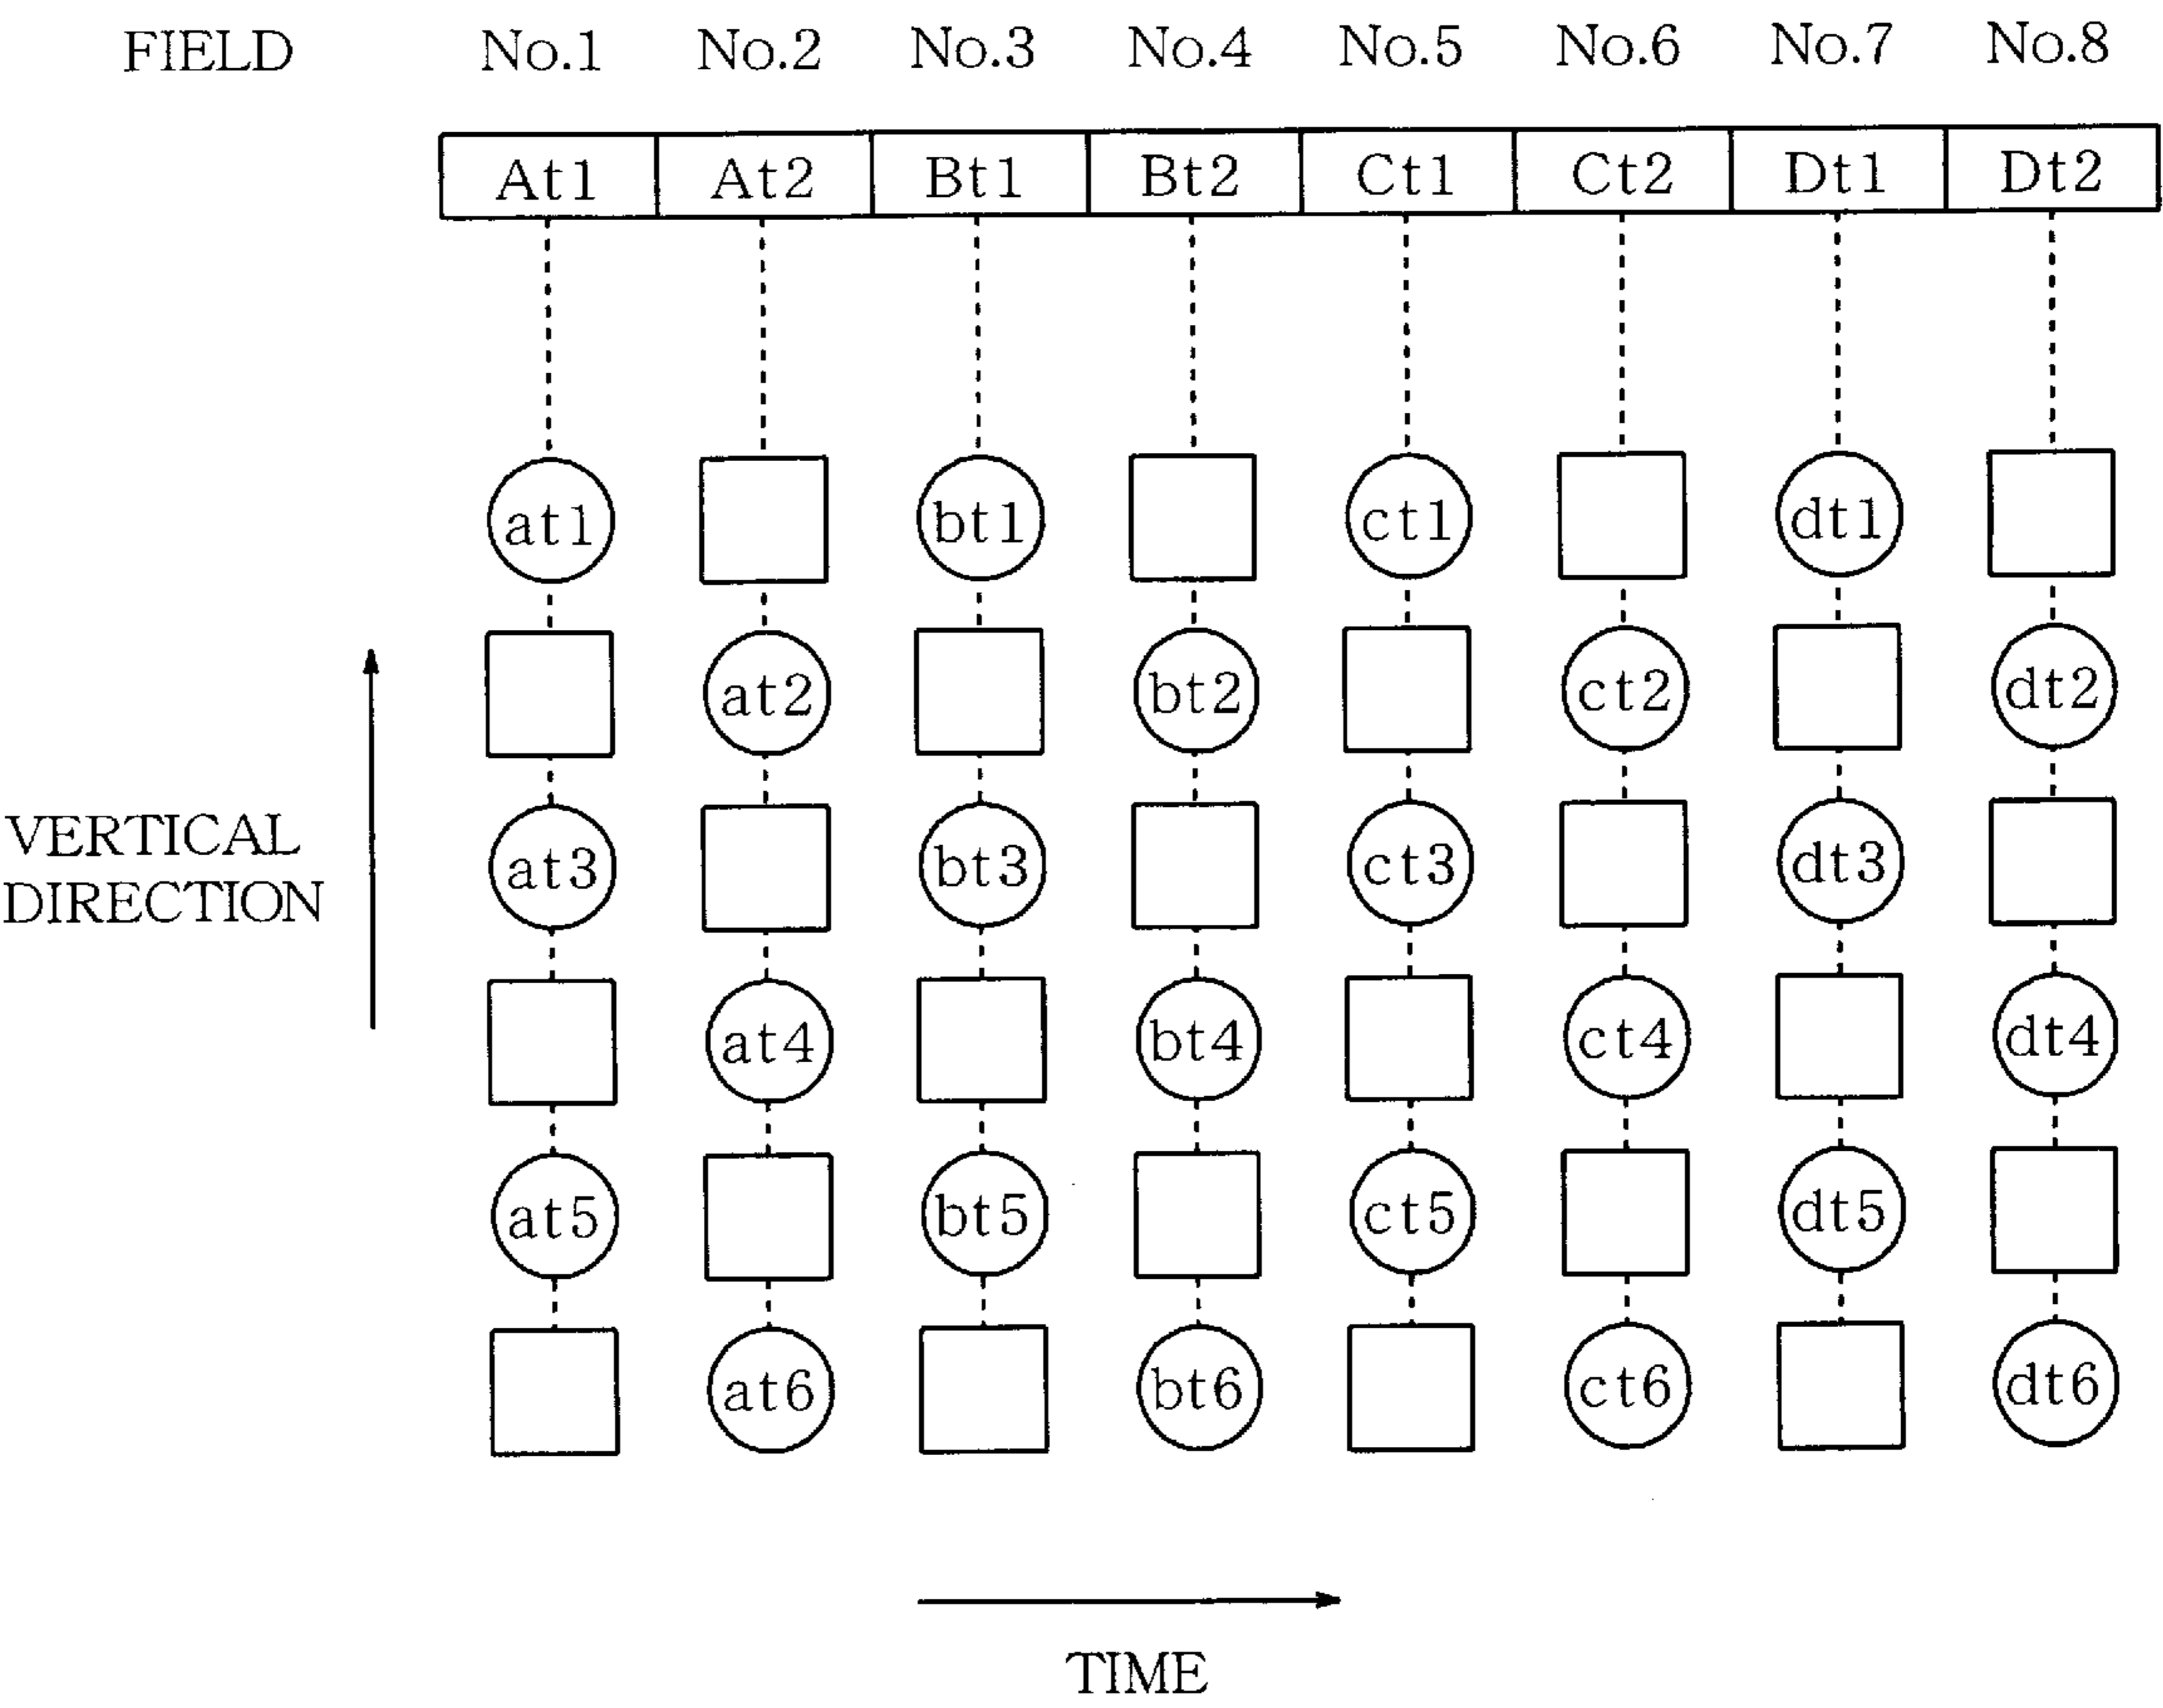 FIELD No.1 No.2 No.3 No.4 No.5 No.6 No.7 No.8
At1 At2 Bt1 Bt2 Ct1 Ct2 Dt1 Dt2
at1 bt1 ct1 dt1
at2 bt2 ct2 dt2
VERTICAL
DIRECTION
at3 bt3 ct3 dt3
at4 bt4 ct4 dt4
at5 bt5 ct5 dt5
at6 bt6 ct6 dt6
TIME